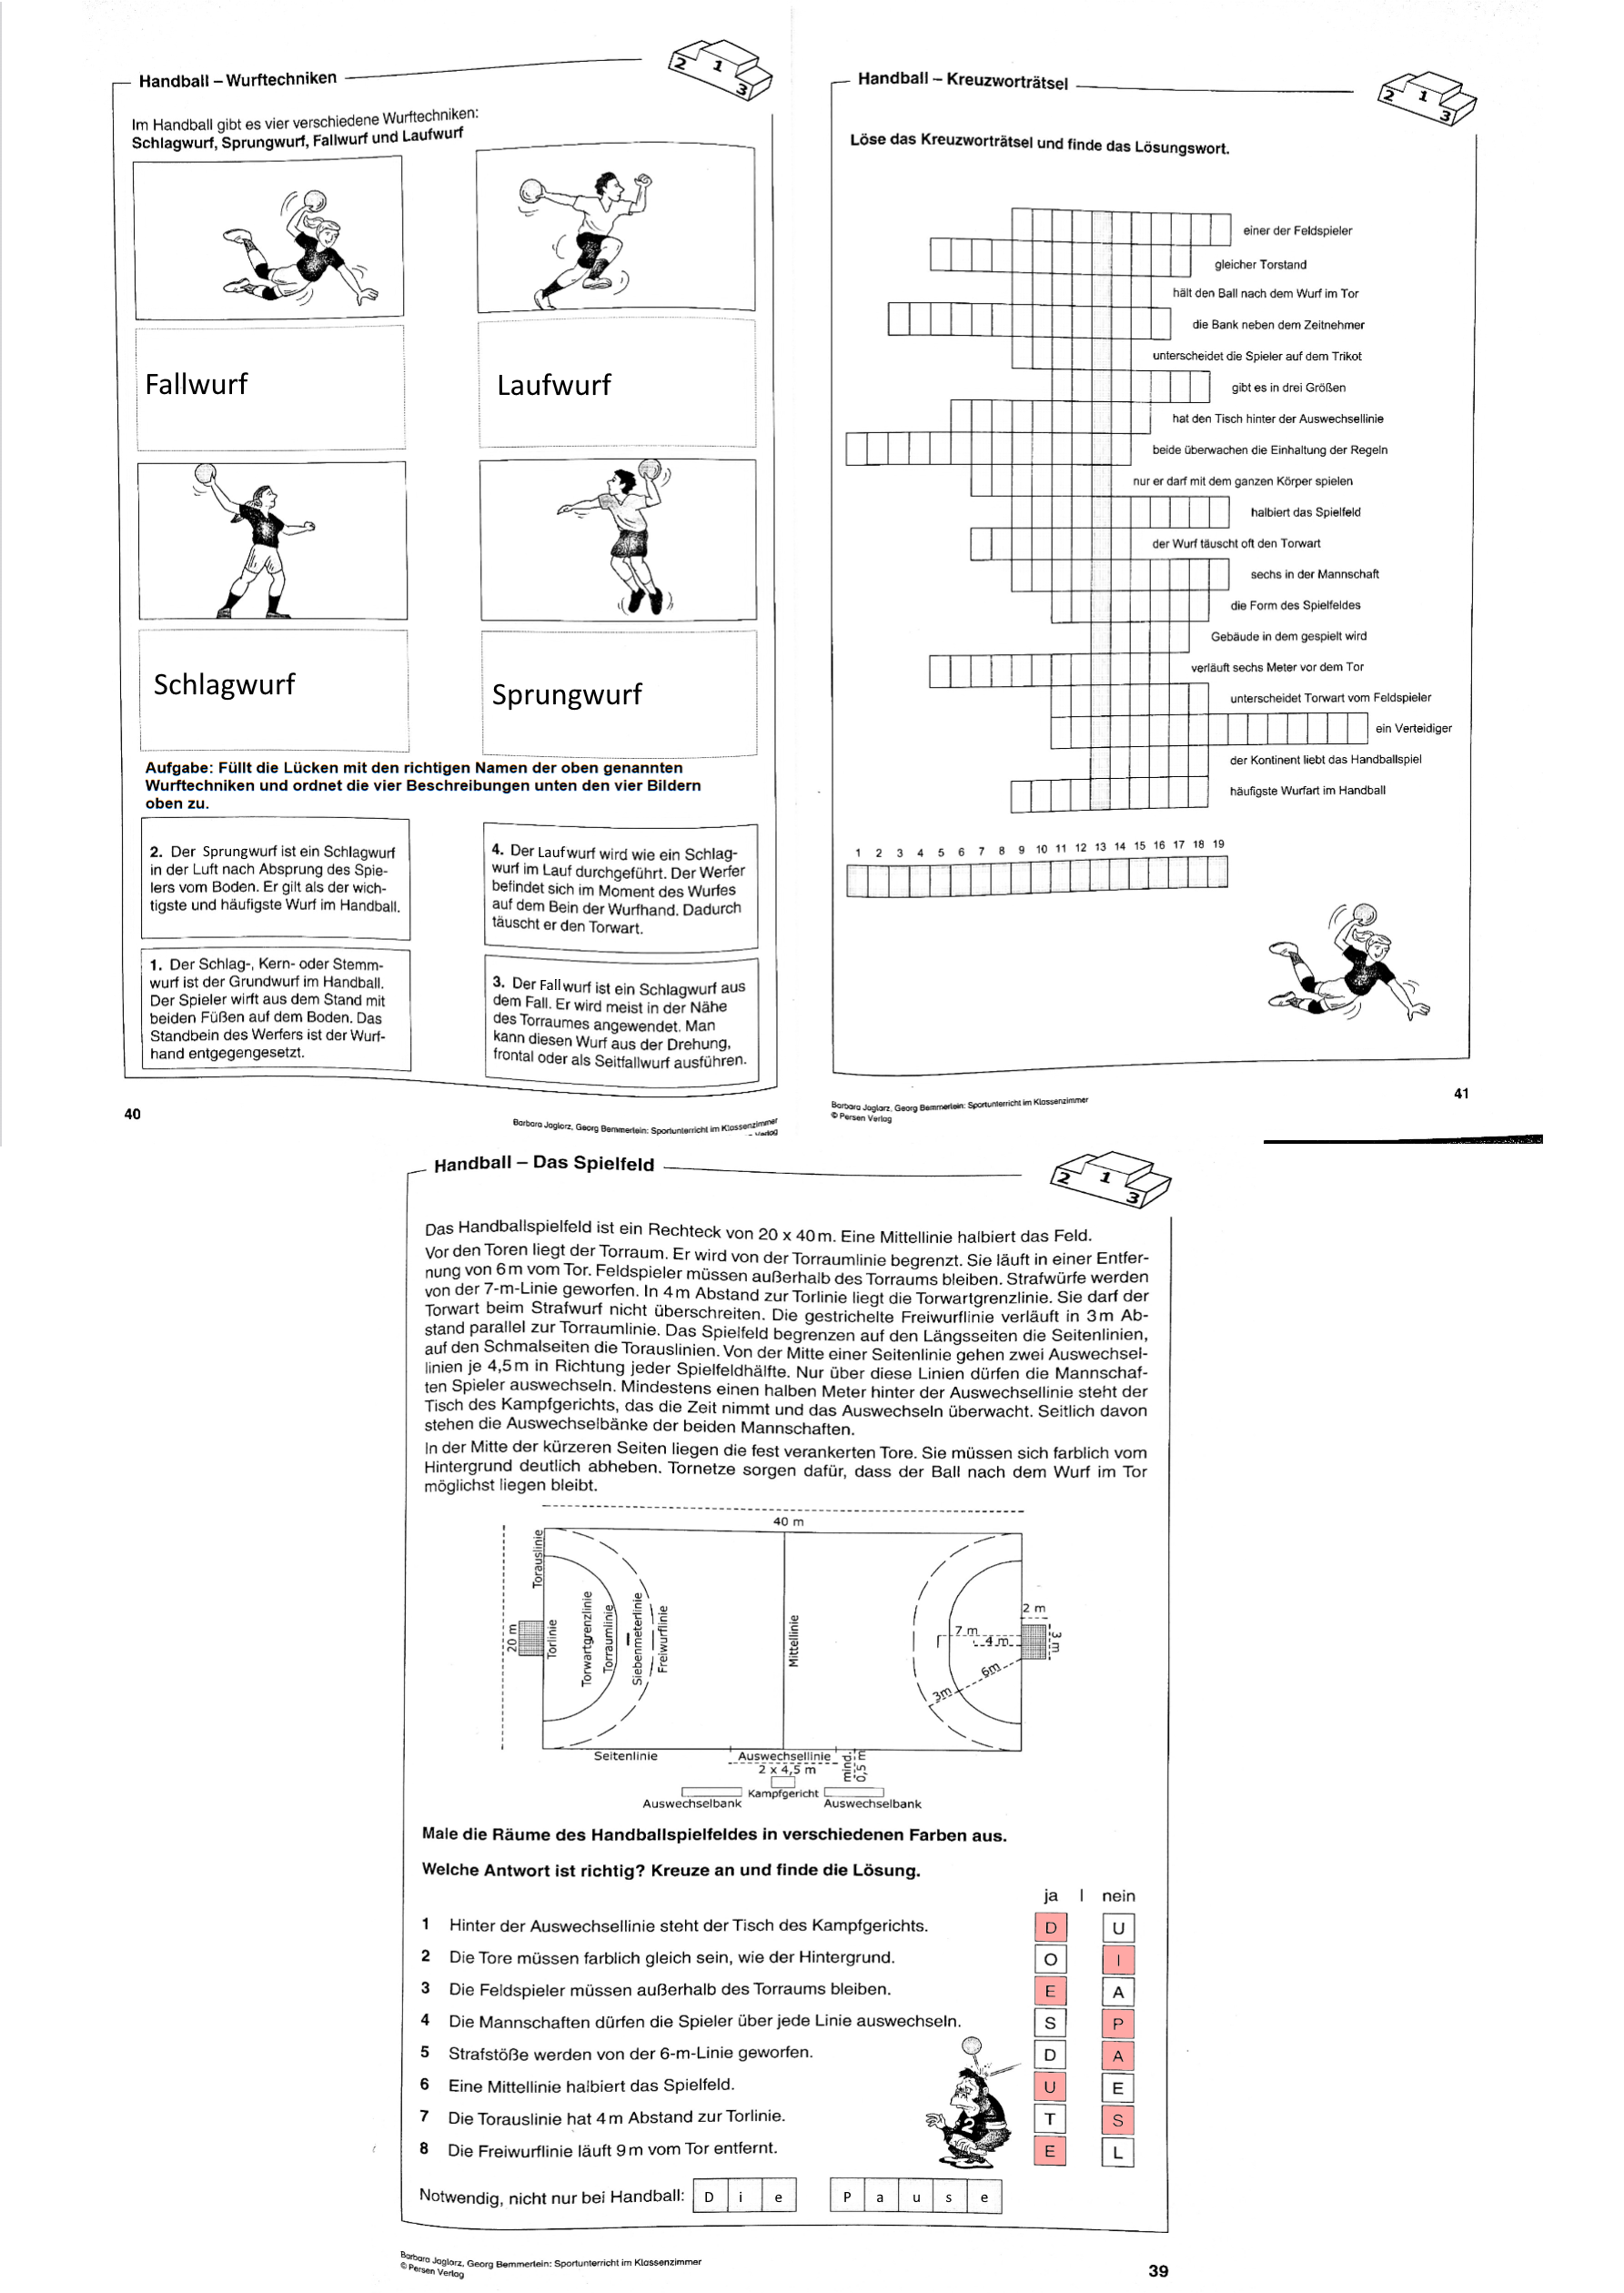 Handball – Wurftechniken
2 1 3
Im Handball gibt es vier verschiedene Wurftechniken:
Schlagwurf, Sprungwurf, Fallwurf und Laufwurf
Fallwurf
Laufwurf
Schlagwurf
Sprungwurf
Aufgabe: Füllt die Lücken mit den richtigen Namen der oben genannten
Wurftechniken und ordnet die vier Beschreibungen unten den vier Bildern
oben zu.
2. Der Sprungwurf ist ein Schlagwurf
in der Luft nach Absprung des Spie-
lers vom Boden. Er gilt als der wich-
tigste und häufigste Wurf im Handball.
4. Der Laufwurf wird wie ein Schlag-
wurf im Lauf durchgeführt. Der Werfer
befindet sich im Moment des Wurfes
auf dem Bein der Wurfhand. Dadurch
täuscht er den Torwart.
1. Der Schlag-, Kern- oder Stemm-
wurf ist der Grundwurf im Handball.
Der Spieler wirft aus dem Stand mit
beiden Füßen auf dem Boden. Das
Standbein des Werfers ist der Wurf-
hand entgegengesetzt.
3. Der Fallwurf ist ein Schlagwurf aus
dem Fall. Er wird meist in der Nähe
des Torraumes angewendet. Man
kann diesen Wurf aus der Drehung,
frontal oder als Seitfallwurf ausführen.
40
Barbara Jaglarz, Georg Bemmerlein: Sportunterricht im Klassenzimmer
Verlag
Handball – Kreuzworträtsel
2 1 3
Löse das Kreuzworträtsel und finde das Lösungswort.
einer der Feldspieler
gleicher Torstand
hält den Ball nach dem Wurf im Tor
die Bank neben dem Zeitnehmer
unterscheidet die Spieler auf dem Trikot
gibt es in drei Größen
hat den Tisch hinter der Auswechsellinie
beide überwachen die Einhaltung der Regeln
nur er darf mit dem ganzen Körper spielen
halbiert das Spielfeld
der Wurf täuscht oft den Torwart
sechs in der Mannschaft
die Form des Spielfeldes
Gebäude in dem gespielt wird
verläuft sechs Meter vor dem Tor
unterscheidet Torwart vom Feldspieler
ein Verteidiger
der Kontinent liebt das Handballspiel
häufigste Wurfart im Handball
1 2 3 4 5 6 7 8 9 10 11 12 13 14 15 16 17 18 19
Barbara Jaglarz, Georg Bemmerlein: Sportunterricht im Klassenzimmer
© Persen Verlag
41
Handball – Das Spielfeld
2 1 3
Das Handballspielfeld ist ein Rechteck von 20 x 40 m. Eine Mittellinie halbiert das Feld.
Vor den Toren liegt der Torraum. Er wird von der Torraumlinie begrenzt. Sie läuft in einer Entfer-
nung von 6 m vom Tor. Feldspieler müssen außerhalb des Torraums bleiben. Strafwürfe werden
von der 7-m-Linie geworfen. In 4 m Abstand zur Torlinie liegt die Torwartgrenzlinie. Sie darf der
Torwart beim Strafwurf nicht überschreiten. Die gestrichelte Freiwurflinie verläuft in 3 m Ab-
stand parallel zur Torraumlinie. Das Spielfeld begrenzen auf den Längsseiten die Seitenlinien,
auf den Schmalseiten die Torauslinien. Von der Mitte einer Seitenlinie gehen zwei Auswechsel-
linien je 4,5 m in Richtung jeder Spielfeldhälfte. Nur über diese Linien dürfen die Mannschaf-
ten Spieler auswechseln. Mindestens einen halben Meter hinter der Auswechsellinie steht der
Tisch des Kampfgerichts, das die Zeit nimmt und das Auswechseln überwacht. Seitlich davon
stehen die Auswechselbänke der beiden Mannschaften.
In der Mitte der kürzeren Seiten liegen die fest verankerten Tore. Sie müssen sich farblich vom
Hintergrund deutlich abheben. Tornetze sorgen dafür, dass der Ball nach dem Wurf im Tor
möglichst liegen bleibt.
40 m
20 m
Torauslinie
Torlinie
Torwartgrenzlinie
Torraumlinie
Siebenmeterlinie
Freiwurflinie
Mittellinie
2 m
3 m
7 m
4 m
6m
3m
Seitenlinie
Auswechsellinie
2 x 4,5 m
mind.
0,5 m
Kampfgericht
Auswechselbank
Auswechselbank
Male die Räume des Handballspielfeldes in verschiedenen Farben aus.
Welche Antwort ist richtig? Kreuze an und finde die Lösung.
ja | nein
1 Hinter der Auswechsellinie steht der Tisch des Kampfgerichts. D U
2 Die Tore müssen farblich gleich sein, wie der Hintergrund. O I
3 Die Feldspieler müssen außerhalb des Torraums bleiben. E A
4 Die Mannschaften dürfen die Spieler über jede Linie auswechseln. S P
5 Strafstöße werden von der 6-m-Linie geworfen. D A
6 Eine Mittellinie halbiert das Spielfeld. U E
7 Die Torauslinie hat 4 m Abstand zur Torlinie. T S
8 Die Freiwurflinie läuft 9 m vom Tor entfernt. E L
2
Notwendig, nicht nur bei Handball: D i e P a u s e
Barbara Jaglarz, Georg Bemmerlein: Sportunterricht im Klassenzimmer
© Persen Verlag
39